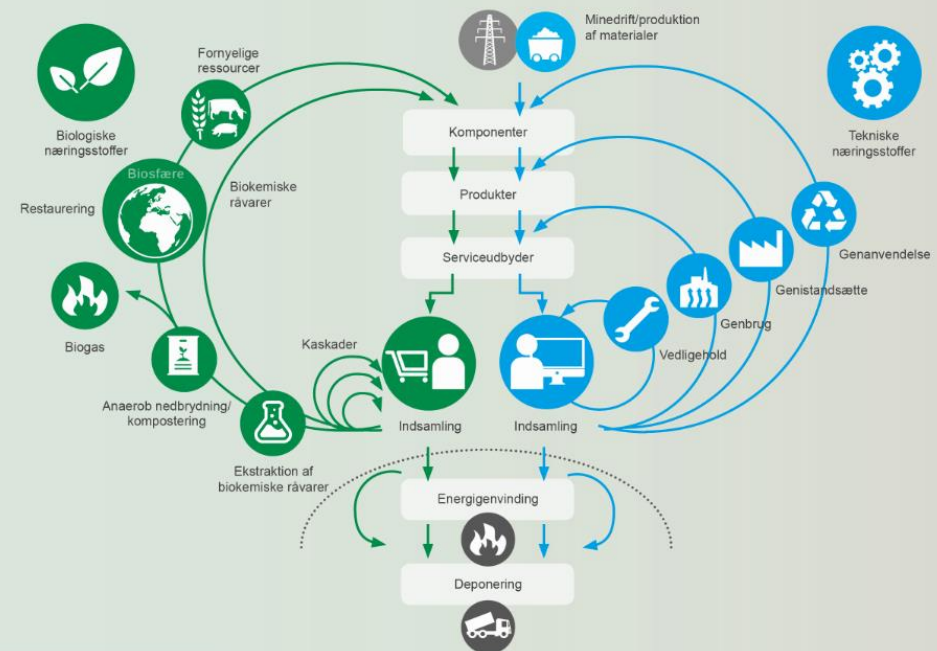 Minedrift/produktion
af materialer
Fornyelige
ressourcer
Biologiske
næringsstoffer
Tekniske
næringsstoffer
Komponenter
Biosfære
Restaurering
Biokemiske
råvarer
Produkter
Serviceudbyder
Genanvendelse
Genistandsætte
Genbrug
Vedligehold
Biogas
Kaskader
Anaerob nedbrydning/
kompostering
Indsamling
Indsamling
Ekstraktion af
biokemiske råvarer
Energigenvinding
Deponering